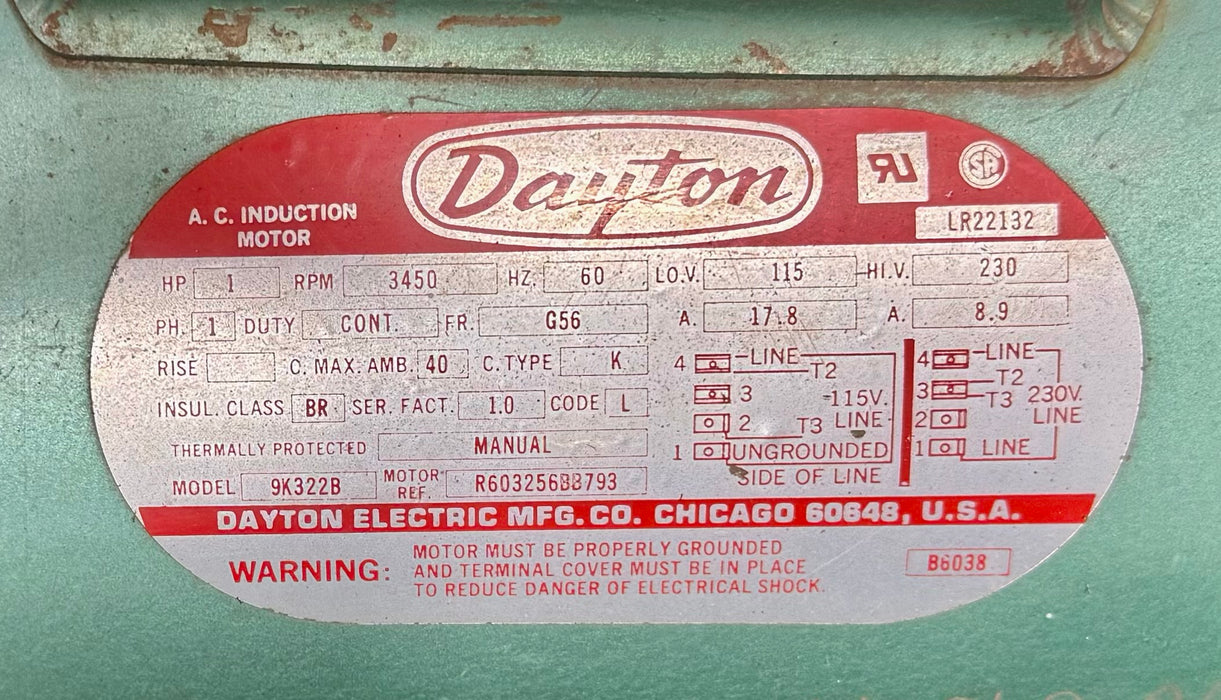 Dayton
A. C. INDUCTION
MOTOR
UR
SA
LR22132
HP 1 RPM 3450 HZ. 60 LO.V. 115 HI.V. 230
PH. 1 DUTY CONT. FR. G56 A. 17.8 A. 8.9
RISE C. MAX. AMB. 40 C. TYPE K
INSUL. CLASS BR SER. FACT. 1.0 CODE L
THERMALLY PROTECTED MANUAL
MODEL 9K322B MOTOR REF.
4 LINE
T2
3 115V.
2 T3 LINE
1 UNGROUNDED
SIDE OF LINE
4 LINE
T2
3 T3 230V.
2 LINE
1 LINE
DAYTON ELECTRIC MFG. CO. CHICAGO 60648, U.S.A.
WARNING:
MOTOR MUST BE PROPERLY GROUNDED
AND TERMINAL COVER MUST BE IN PLACE
TO REDUCE DANGER OF ELECTRICAL SHOCK.
B6038